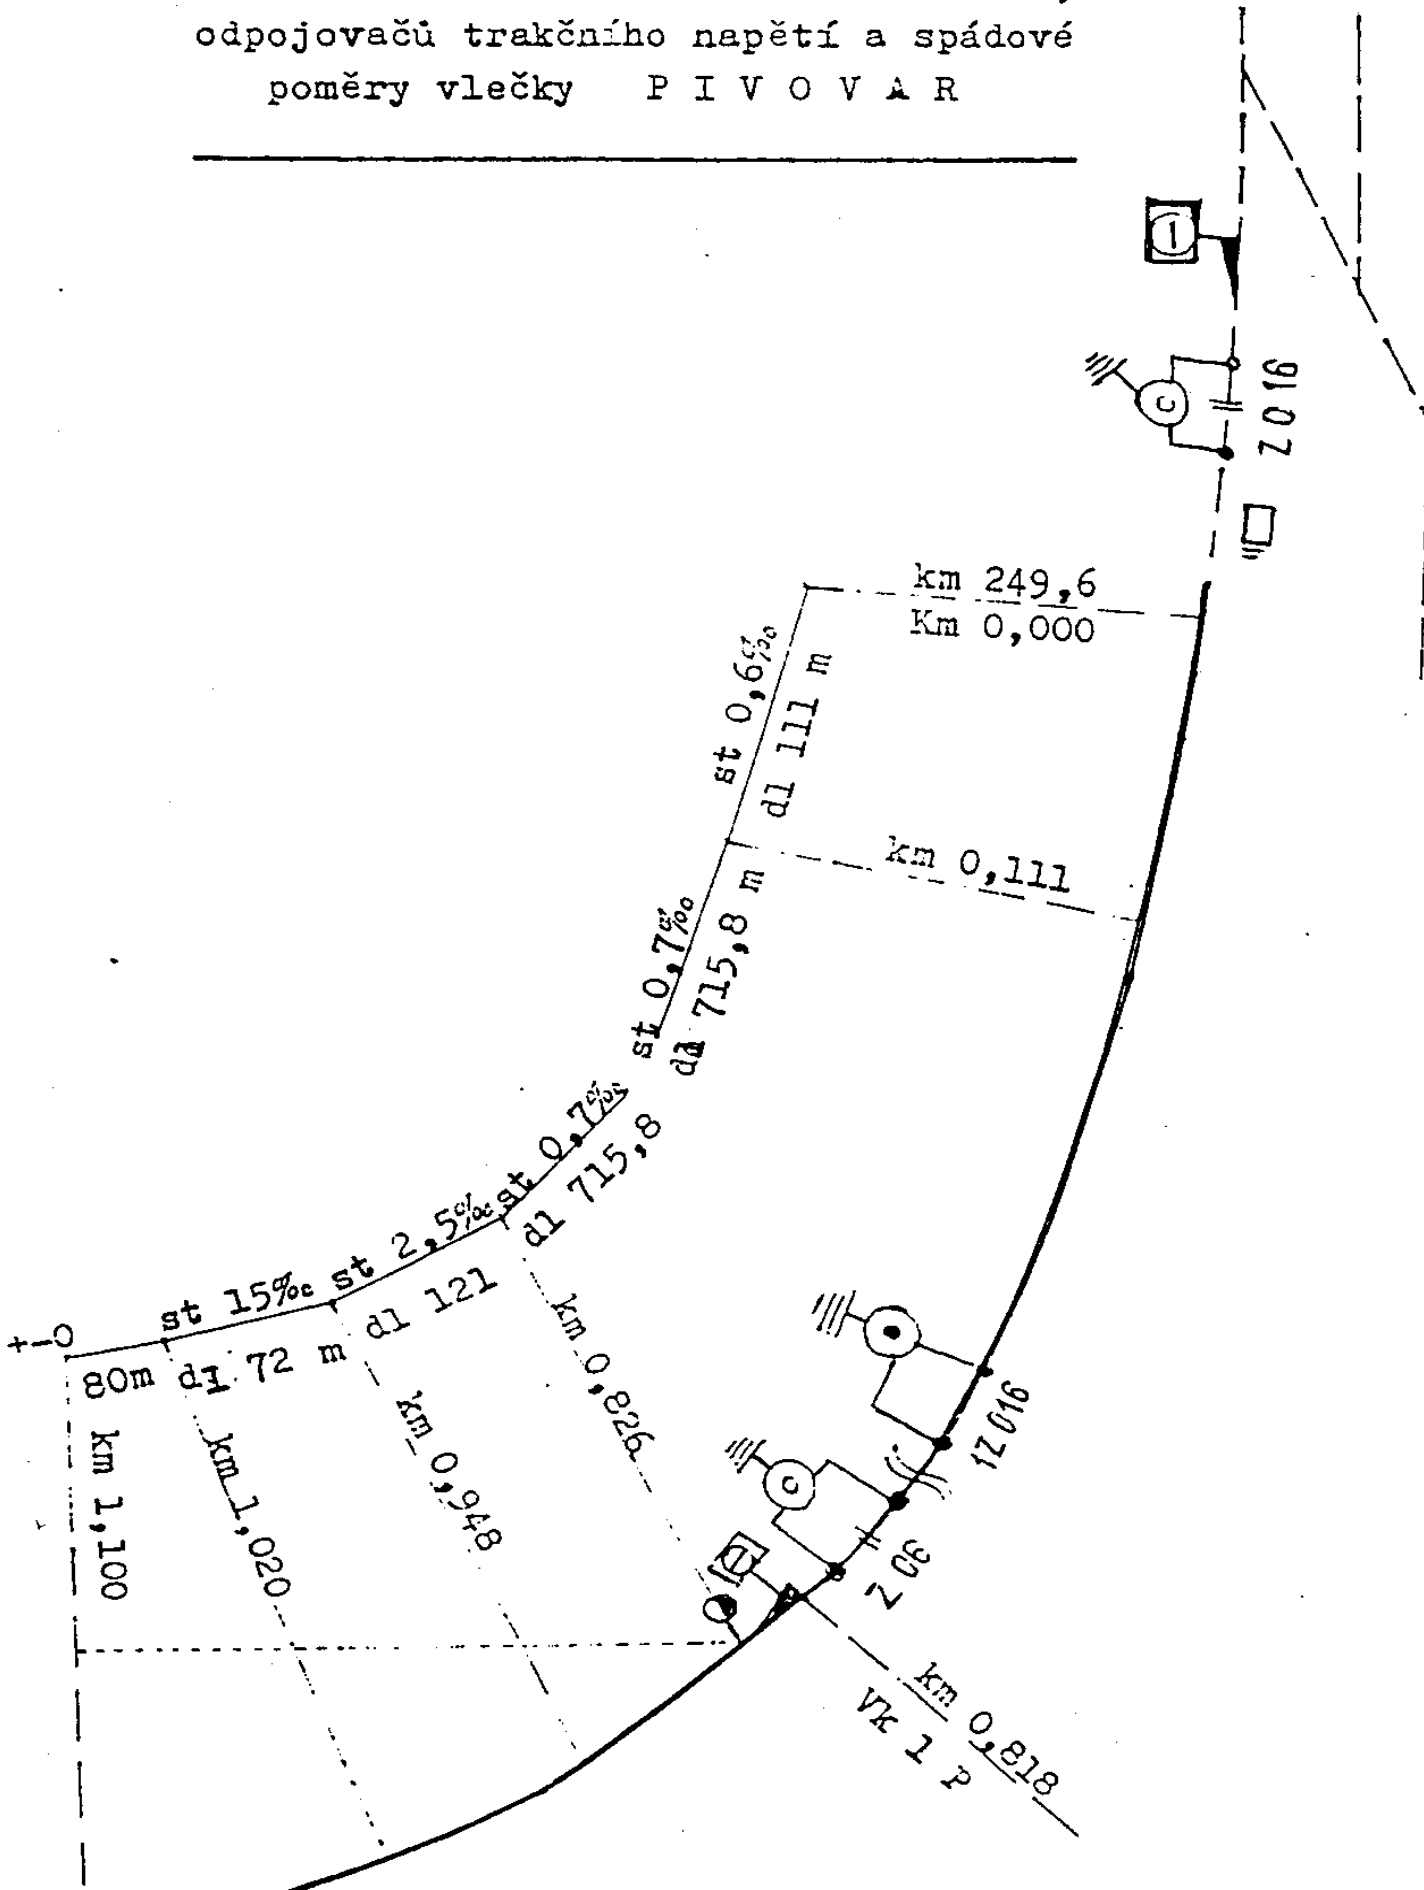 odpojovačů trakčního napětí a spádové
poměry vlečky P I V O V A R
1
C
Z 016
km 249,6
Km 0,000
st 0,6‰
dl 111 m
km 0,111
st 0,7‰
dl 715,8 m
st 0,7‰
dl 715,8
st 2,5‰
dl 121
st 15‰
dl 72 m
+-0
80m
km 0,826
km 0,948
km 1,020
km 1,100
1Z 016
C
Z 06
1
km 0,818
Vk 1 P